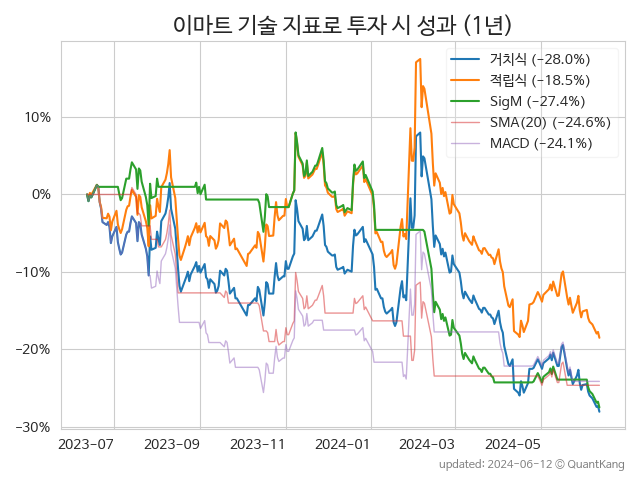 이마트 기술 지표로 투자 시 성과 (1년)
거치식 (−28.0%)
적립식 (−18.5%)
SigM (−27.4%)
SMA(20) (−24.6%)
MACD (−24.1%)
10%
0%
−10%
−20%
−30%
2023-07 2023-09 2023-11 2024-01 2024-03 2024-05
updated: 2024-06-12 © QuantKang